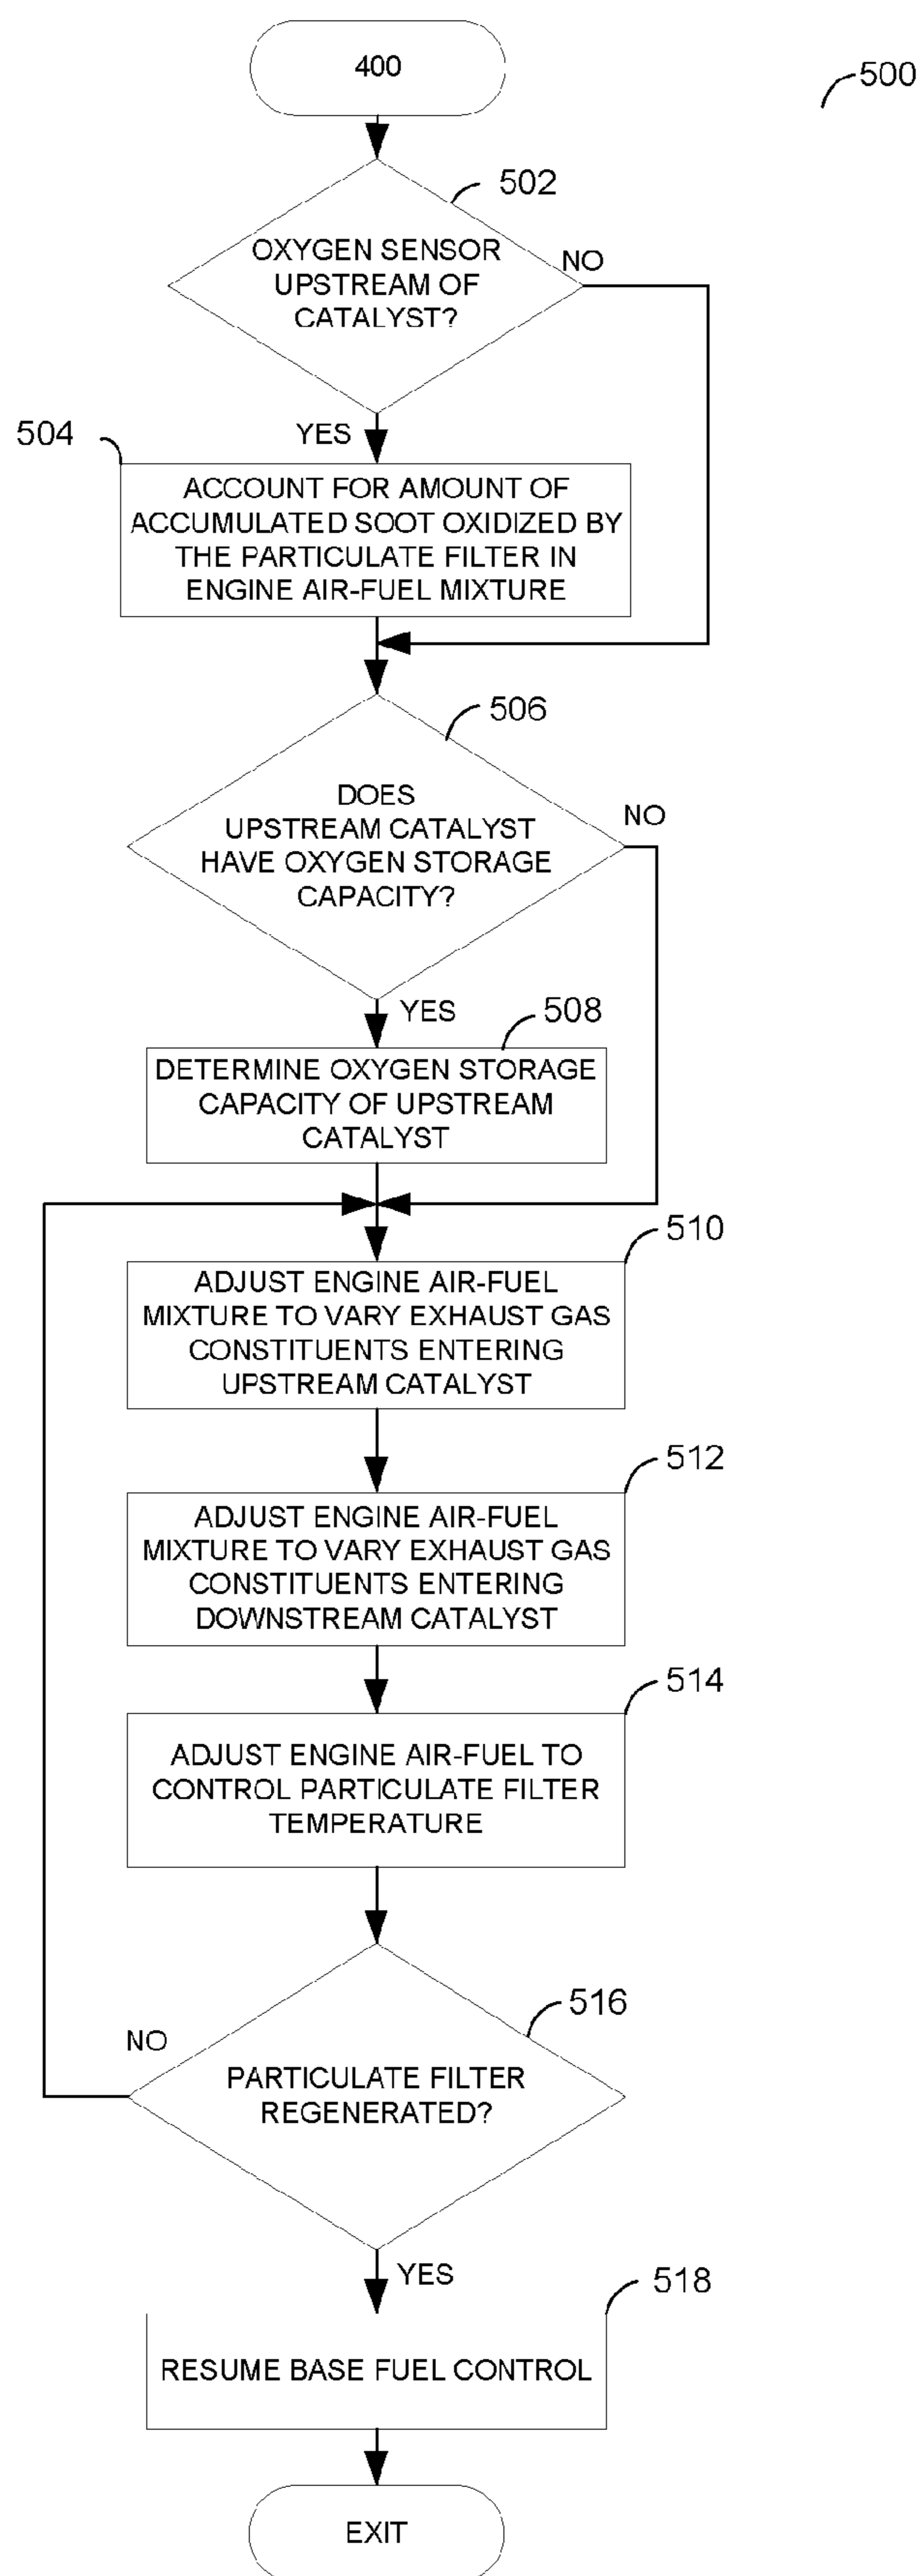 400
500
502
OXYGEN SENSOR
UPSTREAM OF
CATALYST?
NO
YES
504
ACCOUNT FOR AMOUNT OF
ACCUMULATED SOOT OXIDIZED BY
THE PARTICULATE FILTER IN
ENGINE AIR-FUEL MIXTURE
506
DOES
UPSTREAM CATALYST
HAVE OXYGEN STORAGE
CAPACITY?
NO
YES
508
DETERMINE OXYGEN STORAGE
CAPACITY OF UPSTREAM
CATALYST
510
ADJUST ENGINE AIR-FUEL
MIXTURE TO VARY EXHAUST GAS
CONSTITUENTS ENTERING
UPSTREAM CATALYST
512
ADJUST ENGINE AIR-FUEL
MIXTURE TO VARY EXHAUST GAS
CONSTITUENTS ENTERING
DOWNSTREAM CATALYST
514
ADJUST ENGINE AIR-FUEL TO
CONTROL PARTICULATE FILTER
TEMPERATURE
516
NO
PARTICULATE FILTER
REGENERATED?
YES
518
RESUME BASE FUEL CONTROL
EXIT